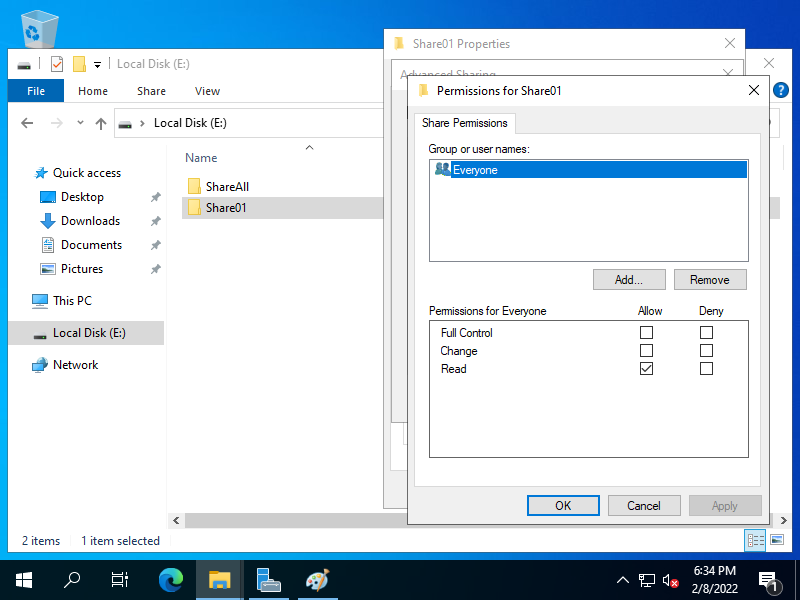 Share01 Properties
Local Disk (E:)
Advanced Sharing
Permissions for Share01
File
Home
Share
View
Local Disk (E:)
Share Permissions
Group or user names:
Everyone
Name
Quick access
ShareAll
Desktop
Share01
Downloads
Documents
Pictures
Add...
Remove
This PC
Permissions for Everyone
Allow
Deny
Local Disk (E:)
Full Control
Change
Network
Read
OK
Cancel
Apply
2 items
1 item selected
6:34 PM
2/8/2022
1